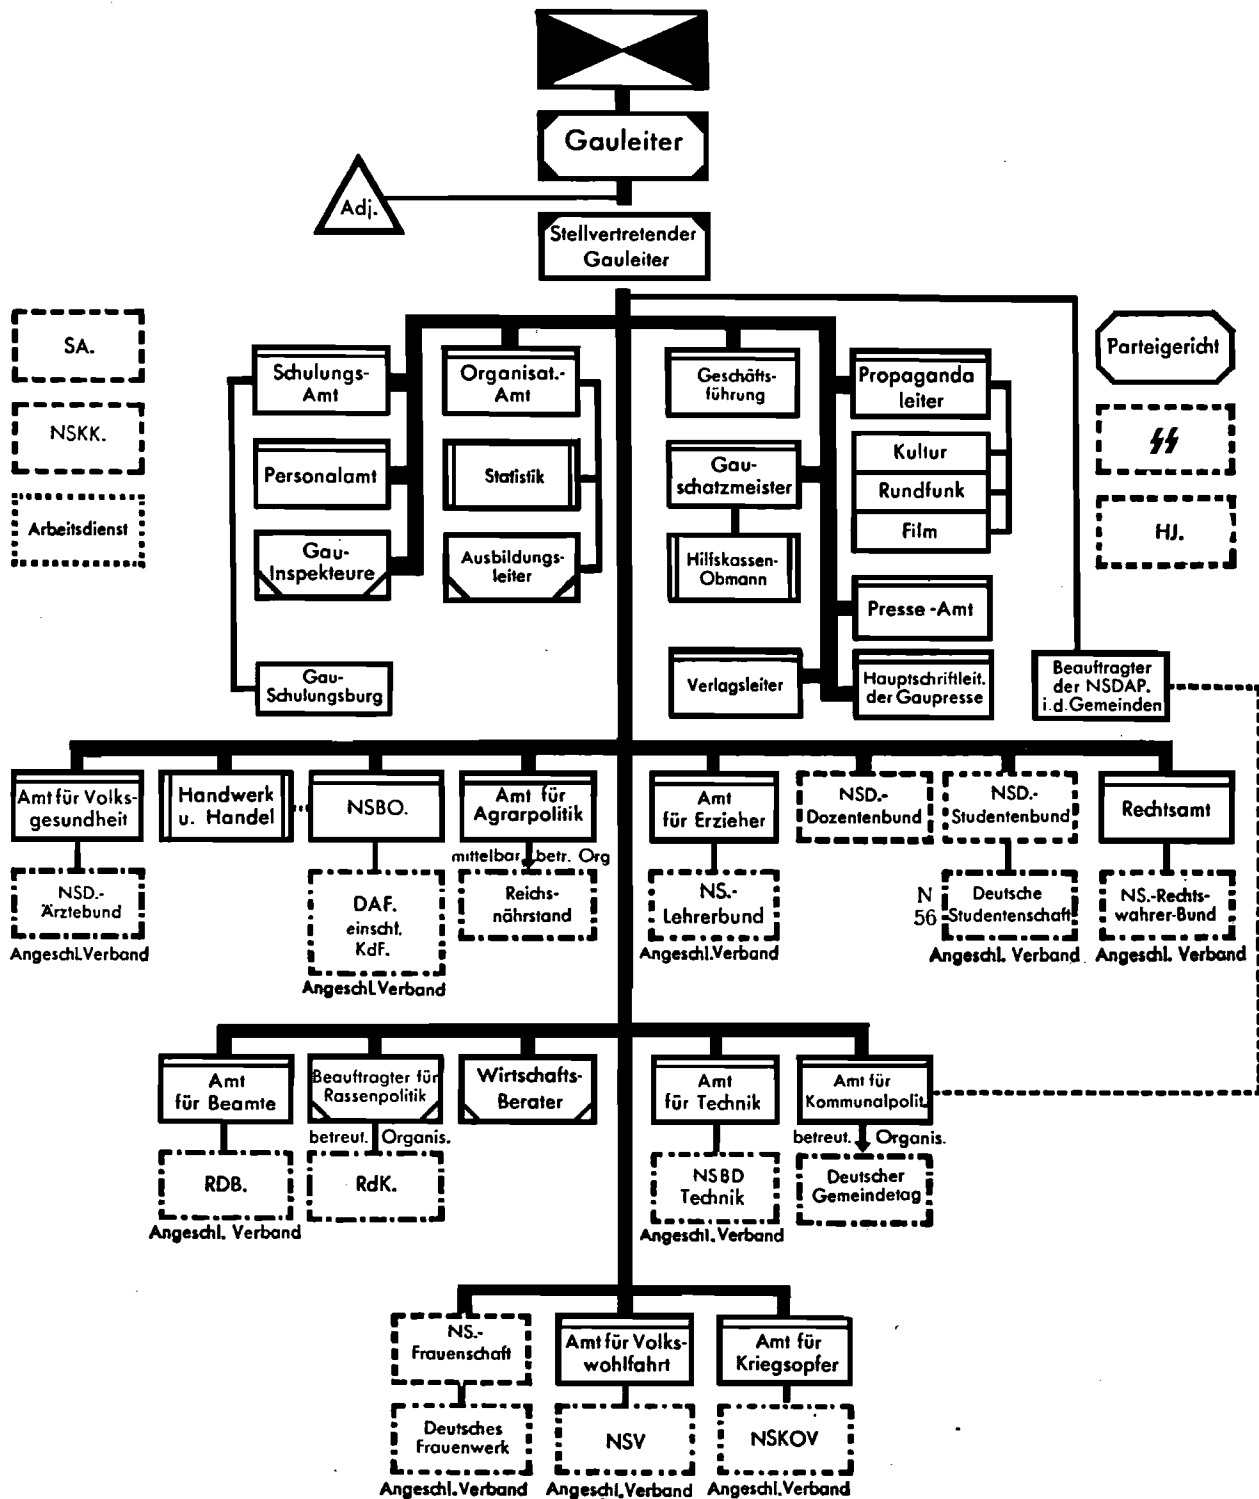 Gauleiter
Adj.
Stellvertretender
Gauleiter
SA.
NSKK.
Arbeitsdienst
Schulungs-
Amt
Personalamt
Gau-
Inspekteure
Gau-
Schulungsburg
Organisat.-
Amt
Statistik
Ausbildungs-
leiter
Geschäfts-
führung
Gau-
schatzmeister
Hilfskassen-
Obmann
Verlagsleiter
Propaganda
leiter
Kultur
Rundfunk
Film
Presse-Amt
Hauptschriftleit.
der Gaupresse
Parteigericht
ϟϟ
HJ.
Beauftragter
der NSDAP.
i.d.Gemeinden
Amt für Volks-
gesundheit
NSD.-
Ärztebund
Angeschl.Verband
Handwerk
u. Handel
NSBO.
DAF.
einschl.
KdF.
Angeschl.Verband
Amt für
Agrarpolitik
mittelbar. betr. Org
Reichs-
nährstand
Amt
für Erzieher
NS.-
Lehrerbund
Angeschl.Verband
NSD.-
Dozentenbund
NSD.-
Studentenbund
N
56
Deutsche
Studentenschaft
Angeschl. Verband
Rechtsamt
NS.-Rechts-
wahrer-Bund
Angeschl. Verband
Amt
für Beamte
RDB.
Angeschl. Verband
Beauftragter für
Rassenpolitik
betreut. Organis.
RdK.
Wirtschafts-
Berater
Amt
für Technik
NSBD
Technik
Angeschl. Verband
Amt für
Kommunalpolit.
betreut. Organis.
Deutscher
Gemeindetag
NS.-
Frauenschaft
Deutsches
Frauenwerk
Angeschl.Verband
Amt für Volks-
wohlfahrt
NSV
Angeschl.Verband
Amt für
Kriegsopfer
NSKOV
Angeschl.Verband